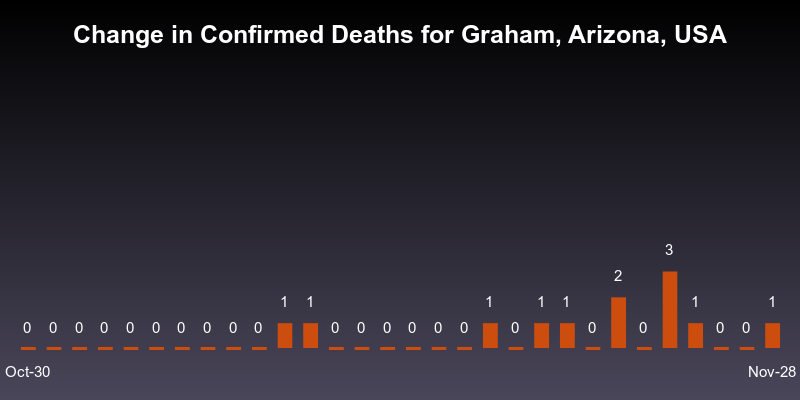 Change in Confirmed Deaths for Graham, Arizona, USA
3
2
1 1 1 1 1 1 1
0 0 0 0 0 0 0 0 0 0 0 0 0 0 0 0 0 0 0 0 0
Oct-30 Nov-28